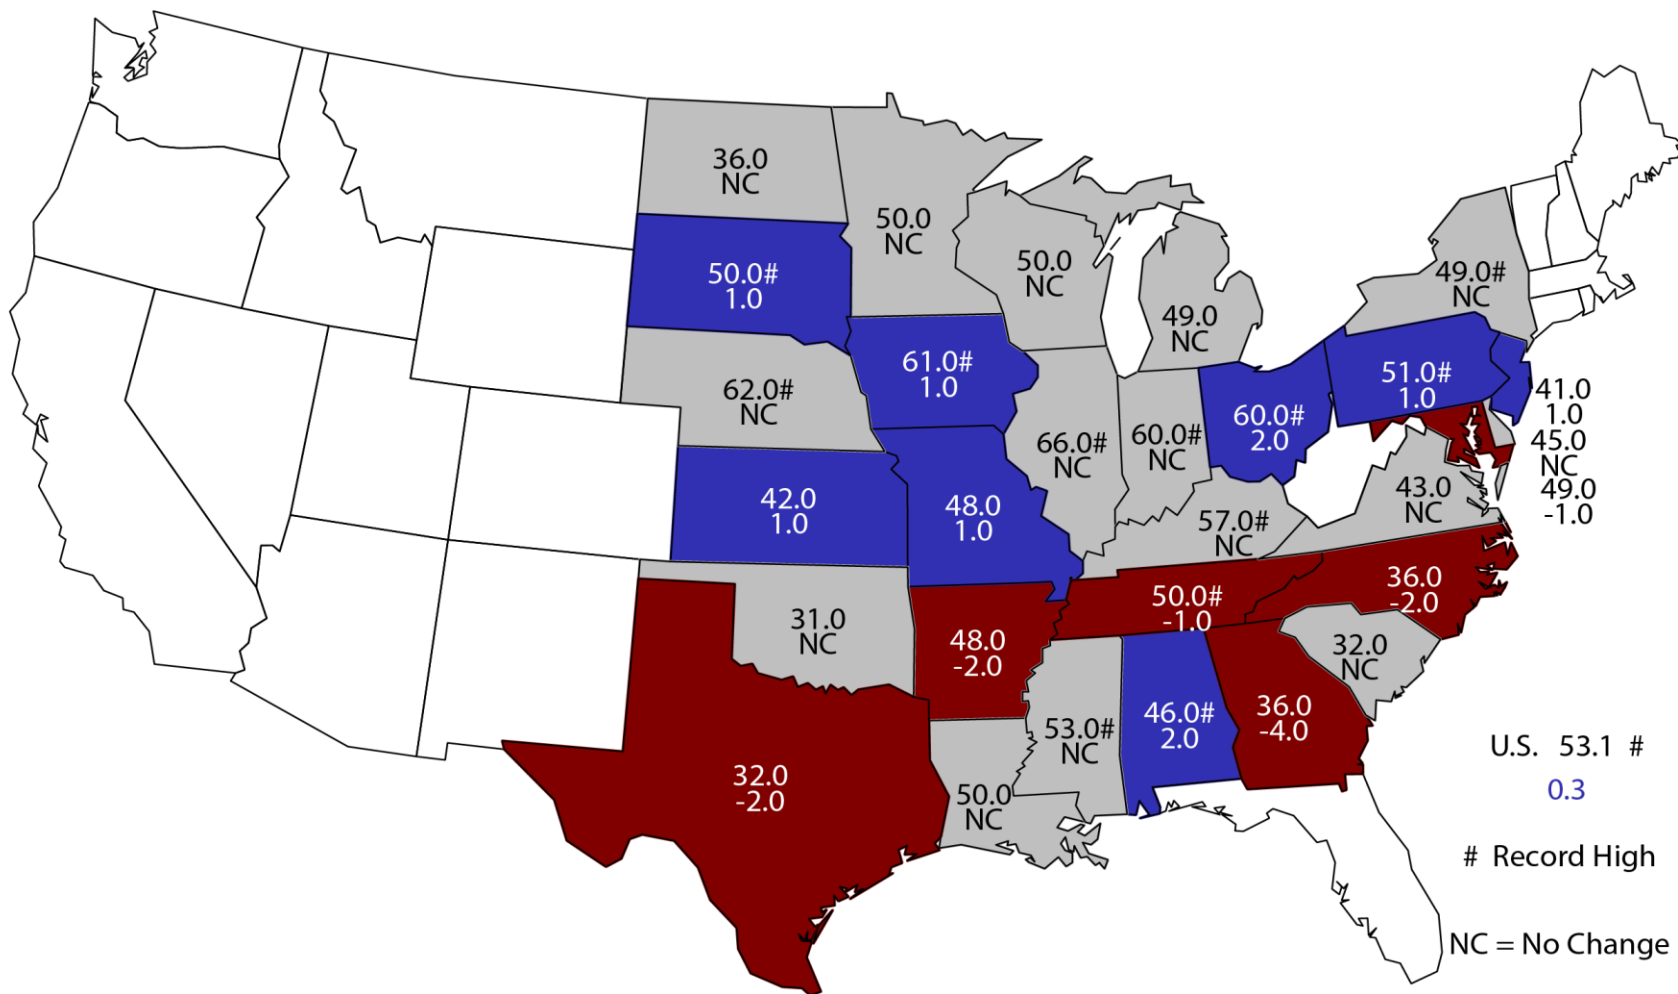 36.0
NC
50.0
NC
50.0#
1.0
50.0
NC
49.0#
NC
49.0
NC
61.0#
1.0
62.0#
NC
51.0#
1.0
41.0
1.0
60.0#
2.0
66.0#
NC
60.0#
NC
45.0
NC
49.0
-1.0
43.0
NC
42.0
1.0
48.0
1.0
57.0#
NC
50.0#
-1.0
36.0
-2.0
31.0
NC
48.0
-2.0
32.0
NC
53.0#
NC
46.0#
2.0
36.0
-4.0
32.0
-2.0
50.0
NC
U.S. 53.1 #
0.3
# Record High
NC = No Change